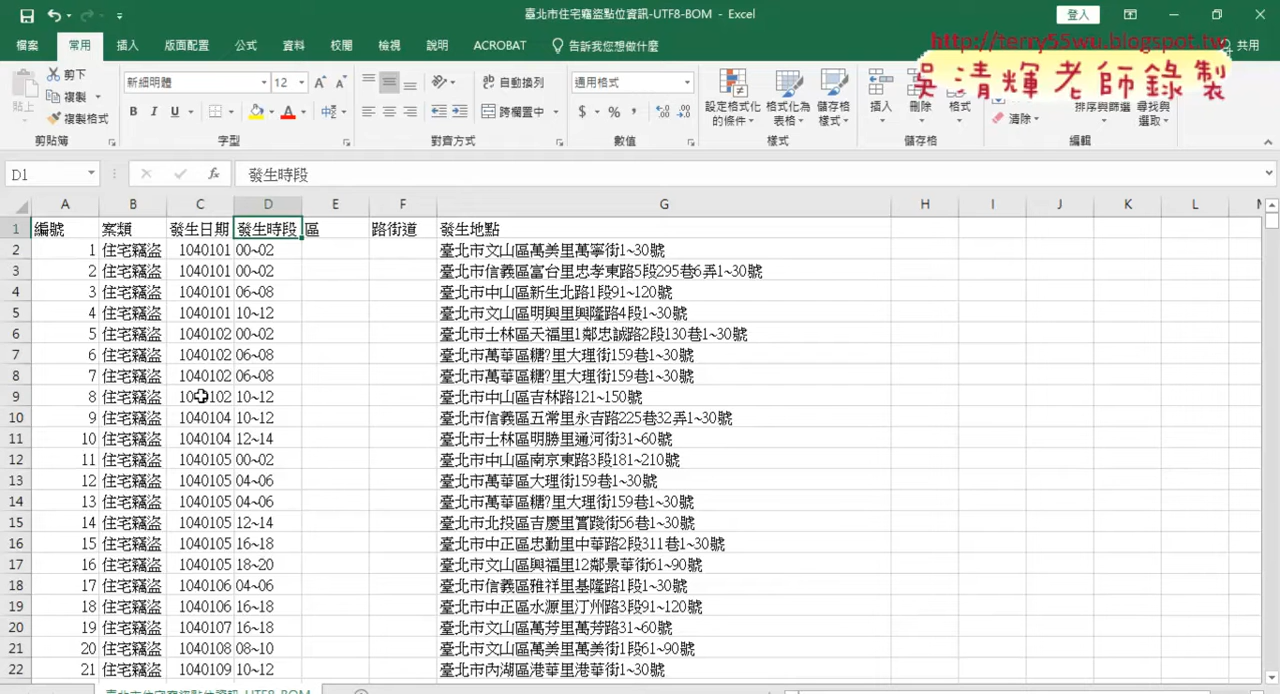 臺北市住宅竊盜點位資訊-UTF8-BOM - Excel
登入
檔案 常用 插入 版面配置 公式 資料 校閱 檢視 說明 ACROBAT 告訴我您想做什麼 共用
http://terry55wu.blogspot.tw
吳清輝老師錄製
貼上 剪下 複製 複製格式 剪貼簿
新細明體 12 B I U 字型
自動換列 跨欄置中 對齊方式
通用格式 $ % 數值
設定格式化的條件 格式化為表格 儲存格樣式 樣式
插入 刪除 格式 儲存格
清除 排序與篩選 尋找與選取 編輯
D1 fx 發生時段
A B C D E F G H I J K L
1 編號 案類 發生日期 發生時段 區 路街道 發生地點
2 1 住宅竊盜 1040101 00~02 臺北市文山區萬美里萬寧街1~30號
3 2 住宅竊盜 1040101 00~02 臺北市信義區富台里忠孝東路5段295巷6弄1~30號
4 3 住宅竊盜 1040101 06~08 臺北市中山區新生北路1段91~120號
5 4 住宅竊盜 1040101 10~12 臺北市文山區明興里興隆路4段1~30號
6 5 住宅竊盜 1040102 00~02 臺北市士林區天福里1鄰忠誠路2段130巷1~30號
7 6 住宅竊盜 1040102 06~08 臺北市萬華區糖?里大理街159巷1~30號
8 7 住宅竊盜 1040102 06~08 臺北市萬華區糖?里大理街159巷1~30號
9 8 住宅竊盜 1040102 10~12 臺北市中山區吉林路121~150號
10 9 住宅竊盜 1040104 10~12 臺北市信義區五常里永吉路225巷32弄1~30號
11 10 住宅竊盜 1040104 12~14 臺北市士林區明勝里通河街31~60號
12 11 住宅竊盜 1040105 00~02 臺北市中山區南京東路3段181~210號
13 12 住宅竊盜 1040105 04~06 臺北市萬華區大理街159巷1~30號
14 13 住宅竊盜 1040105 04~06 臺北市萬華區糖?里大理街159巷1~30號
15 14 住宅竊盜 1040105 12~14 臺北市北投區吉慶里實踐街56巷1~30號
16 15 住宅竊盜 1040105 16~18 臺北市中正區忠勤里中華路2段311巷1~30號
17 16 住宅竊盜 1040105 18~20 臺北市文山區興福里12鄰景華街61~90號
18 17 住宅竊盜 1040106 04~06 臺北市信義區雅祥里基隆路1段1~30號
19 18 住宅竊盜 1040106 16~18 臺北市中正區水源里汀州路3段91~120號
20 19 住宅竊盜 1040107 16~18 臺北市文山區萬芳里萬芳路31~60號
21 20 住宅竊盜 1040108 08~10 臺北市文山區萬美里萬美街1段61~90號
22 21 住宅竊盜 1040109 10~12 臺北市內湖區港華里港華街1~30號
臺北市住宅竊盜點位資訊-UTF8-BOM